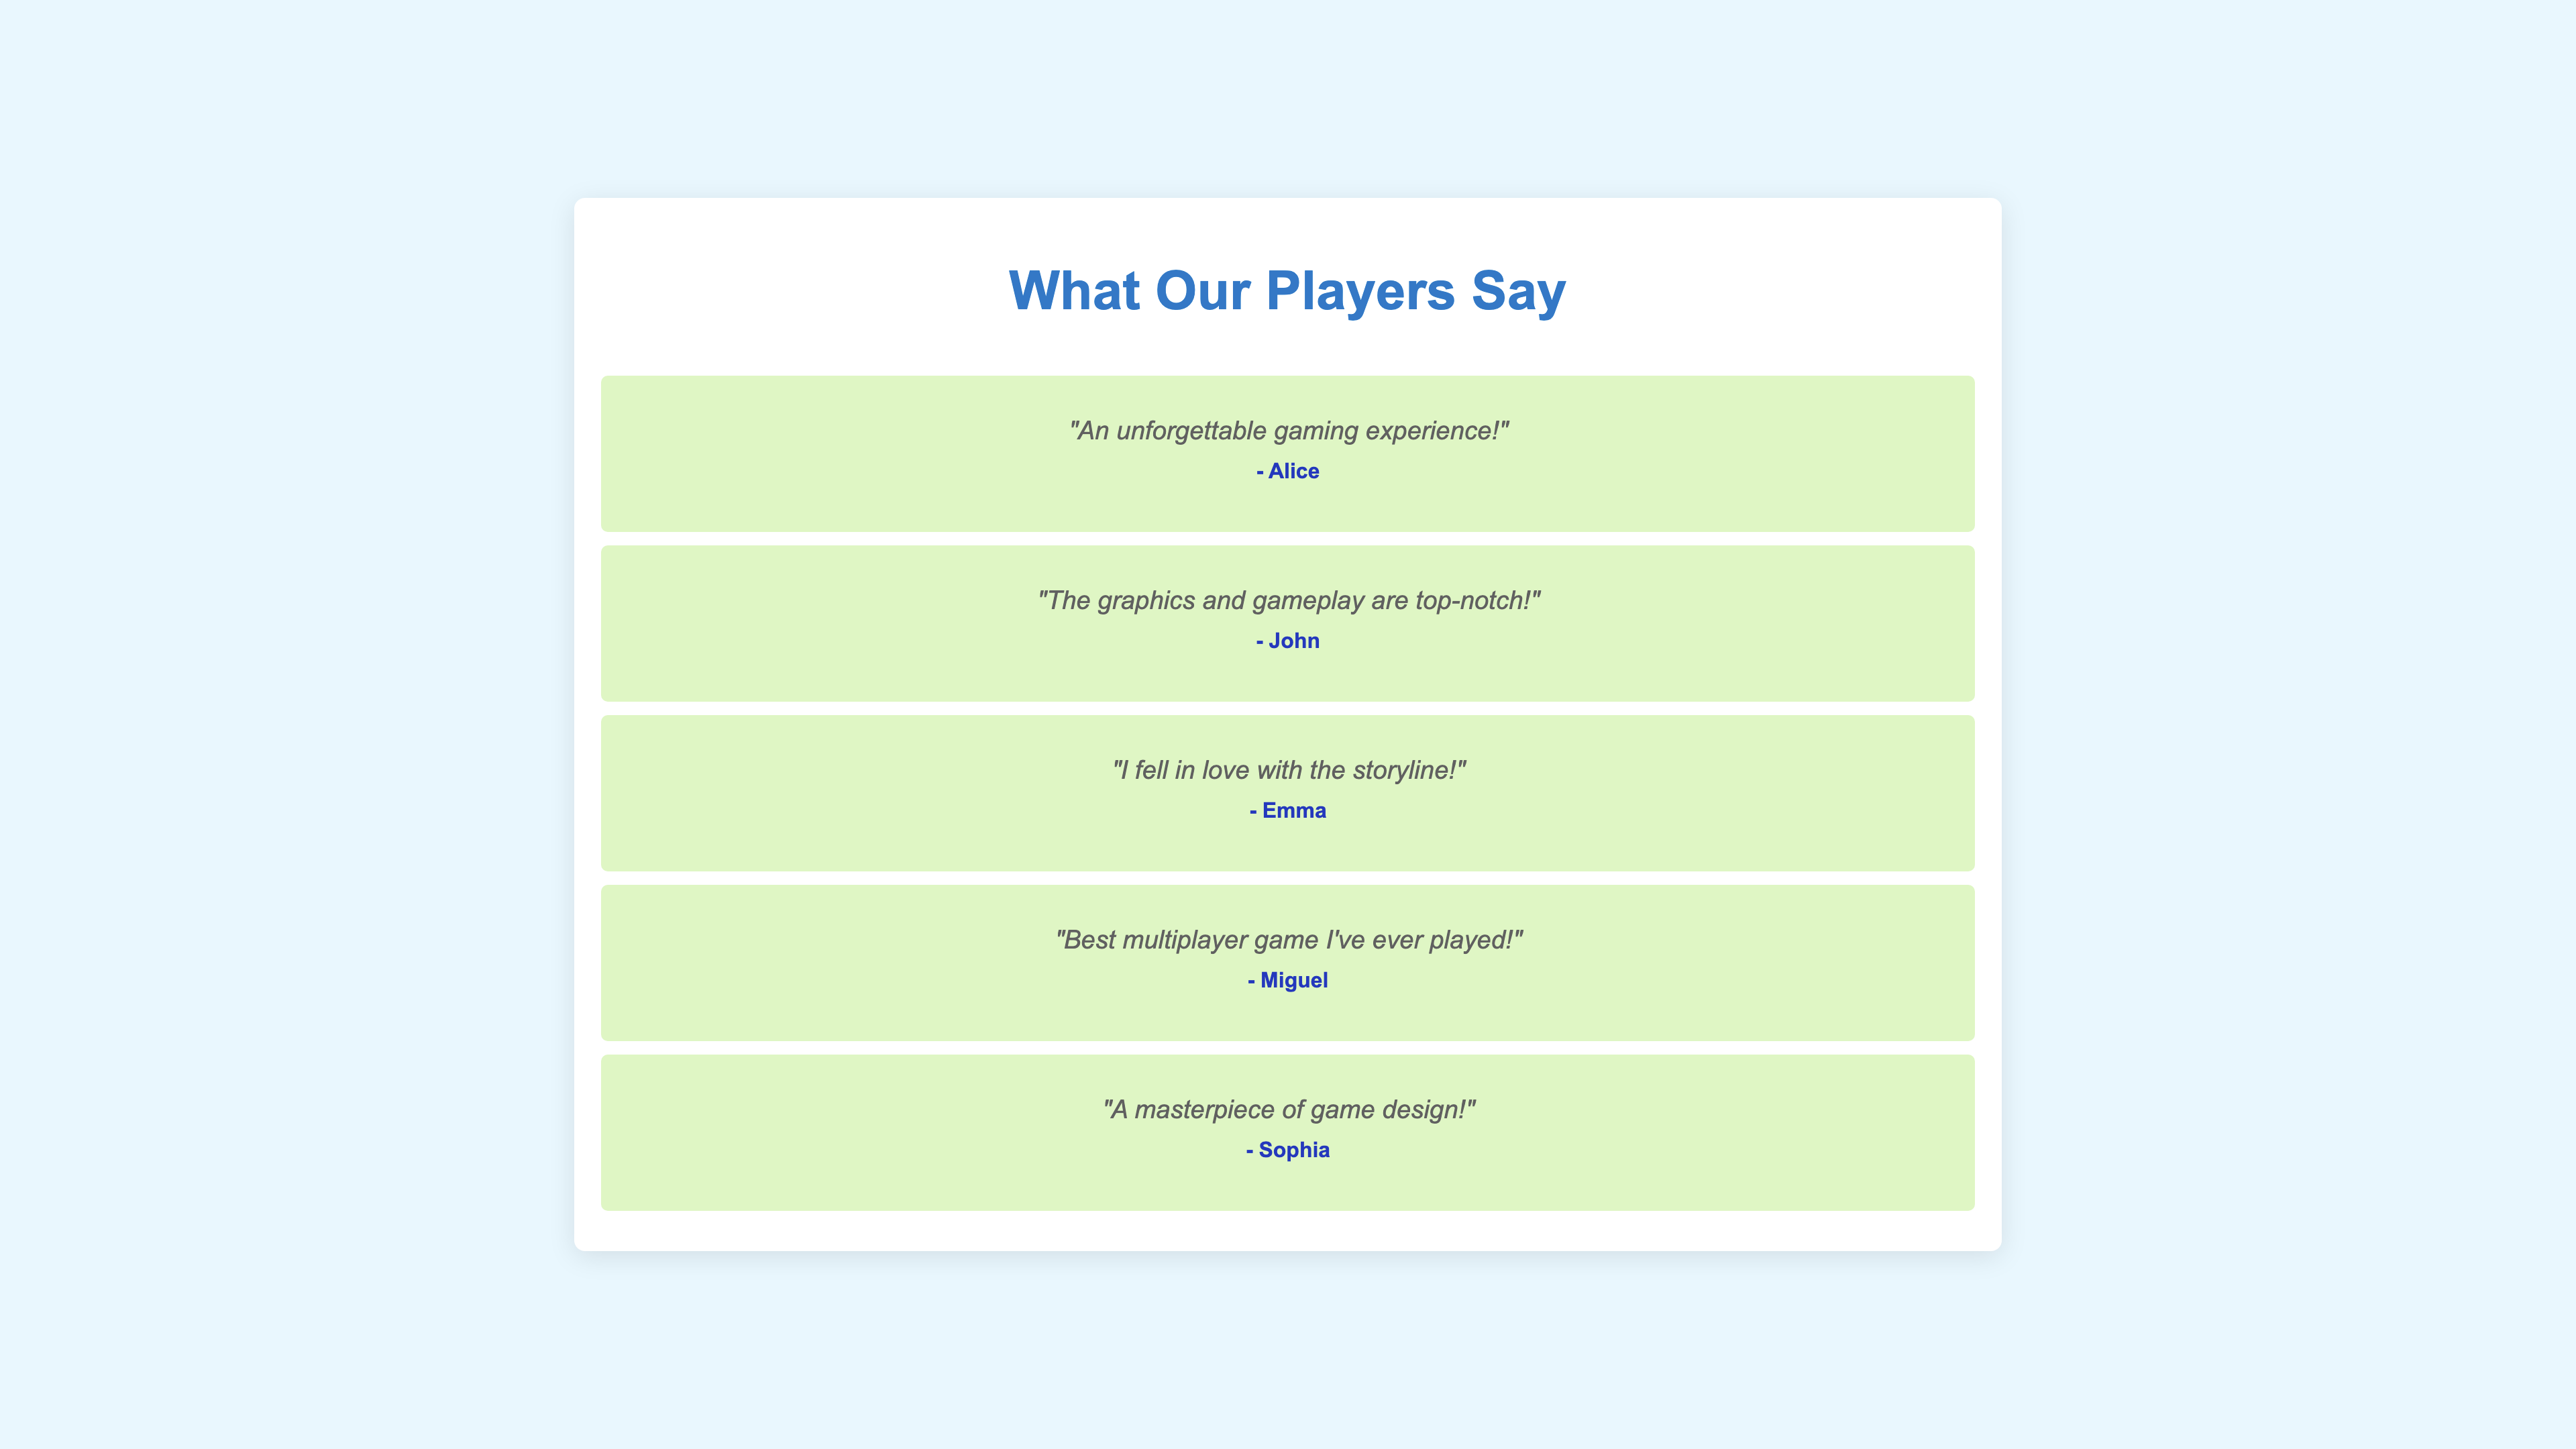 What Our Players Say
"An unforgettable gaming experience!"
- Alice
"The graphics and gameplay are top-notch!"
- John
"I fell in love with the storyline!"
- Emma
"Best multiplayer game I've ever played!"
- Miguel
"A masterpiece of game design!"
- Sophia